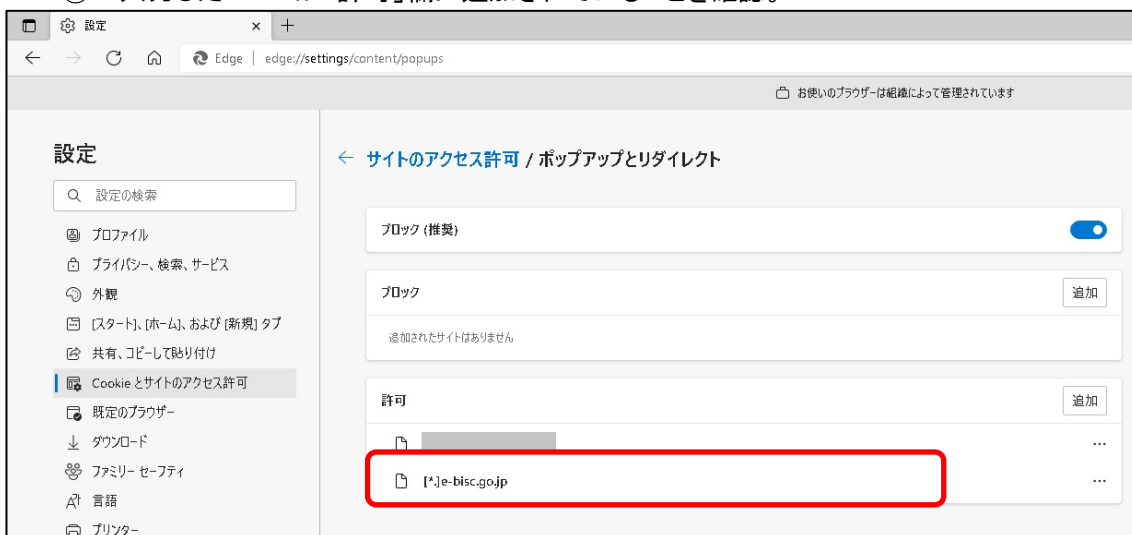 設定
Edge | edge://settings/content/popups
お使いのブラウザーは組織によって管理されています
設定
設定の検索
プロファイル
プライバシー、検索、サービス
外観
[スタート]、[ホーム]、および [新規] タブ
共有、コピーして貼り付け
Cookie とサイトのアクセス許可
既定のブラウザー
ダウンロード
ファミリー セーフティ
言語
プリンター
サイトのアクセス許可 / ポップアップとリダイレクト
ブロック (推奨)
ブロック
追加
追加されたサイトはありません
許可
追加
[*.]e-bisc.go.jp